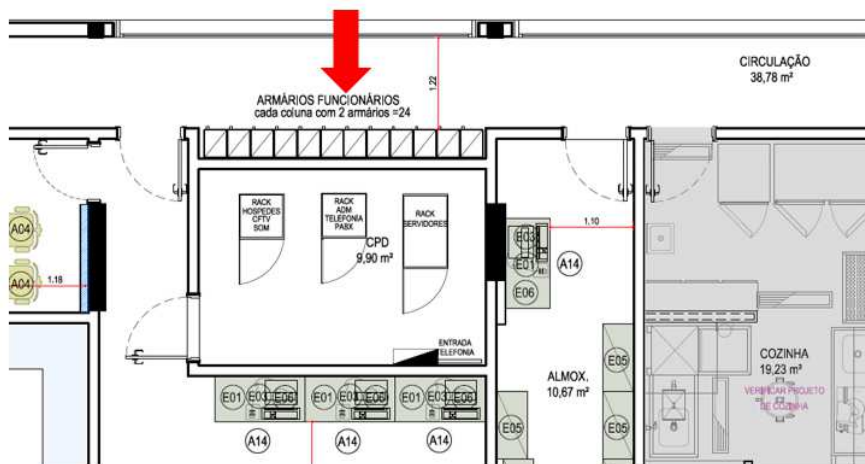 CIRCULAÇÃO
38,78 m²
1,22
ARMÁRIOS FUNCIONÁRIOS
cada coluna com 2 armários =24
RACK
HOSPEDES
CFTV
SOM
RACK
ADM
TELEFONIA
PABX
RACK
SERVIDORES
CPD
9,90 m²
A04
A04
1,18
1,10
E03
E01
A14
E06
ENTRADA
TELEFONIA
ALMOX.
10,67 m²
E05
COZINHA
19,23 m²
VERIFICAR PROJETO
DE COZINHA
E01
E03
E06
E01
E03
E06
E01
E03
E06
E05
E05
A14
A14
A14